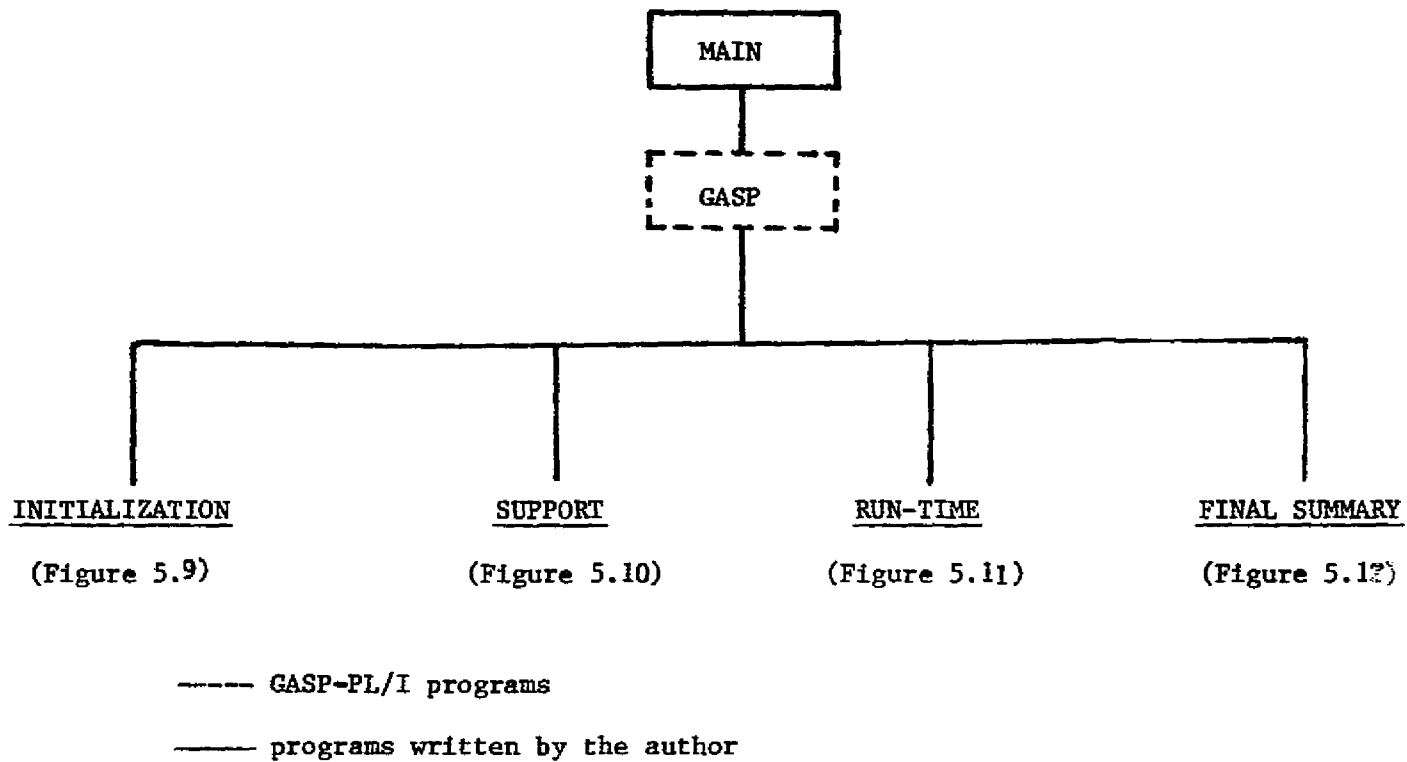 MAIN
GASP
INITIALIZATION SUPPORT RUN-TIME FINAL SUMMARY
(Figure 5.9) (Figure 5.10) (Figure 5.11) (Figure
GASP-PL/I programs
programs written by the author